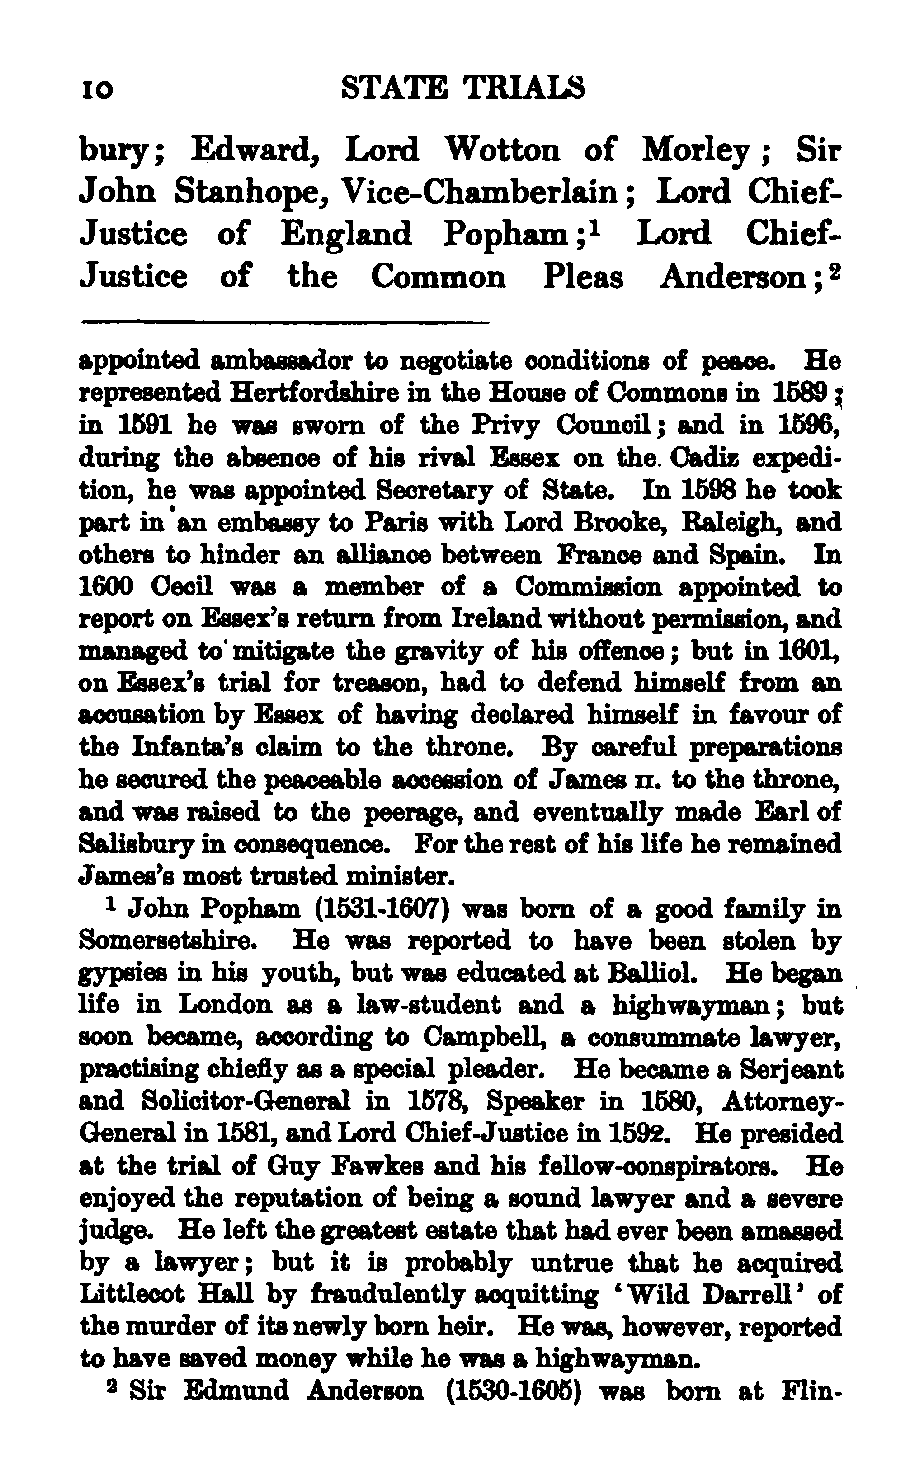 10 STATE TRIALS
bury; Edward, Lord Wotton of Morley; Sir
John Stanhope, Vice-Chamberlain; Lord Chief-
Justice of England Popham;¹ Lord Chief-
Justice of the Common Pleas Anderson;²
appointed ambassador to negotiate conditions of peace. He
represented Hertfordshire in the House of Commons in 1589;
in 1591 he was sworn of the Privy Council; and in 1596,
during the absence of his rival Essex on the Cadiz expedi-
tion, he was appointed Secretary of State. In 1598 he took
part in an embassy to Paris with Lord Brooke, Raleigh, and
others to hinder an alliance between France and Spain. In
1600 Cecil was a member of a Commission appointed to
report on Essex's return from Ireland without permission, and
managed to mitigate the gravity of his offence; but in 1601,
on Essex's trial for treason, had to defend himself from an
accusation by Essex of having declared himself in favour of
the Infanta's claim to the throne. By careful preparations
he secured the peaceable accession of James II. to the throne,
and was raised to the peerage, and eventually made Earl of
Salisbury in consequence. For the rest of his life he remained
James's most trusted minister.
¹ John Popham (1531-1607) was born of a good family in
Somersetshire. He was reported to have been stolen by
gypsies in his youth, but was educated at Balliol. He began
life in London as a law-student and a highwayman; but
soon became, according to Campbell, a consummate lawyer,
practising chiefly as a special pleader. He became a Serjeant
and Solicitor-General in 1578, Speaker in 1580, Attorney-
General in 1581, and Lord Chief-Justice in 1592. He presided
at the trial of Guy Fawkes and his fellow-conspirators. He
enjoyed the reputation of being a sound lawyer and a severe
judge. He left the greatest estate that had ever been amassed
by a lawyer; but it is probably untrue that he acquired
Littlecot Hall by fraudulently acquitting 'Wild Darrell' of
the murder of its newly born heir. He was, however, reported
to have saved money while he was a highwayman.
² Sir Edmund Anderson (1530-1605) was born at Flin-